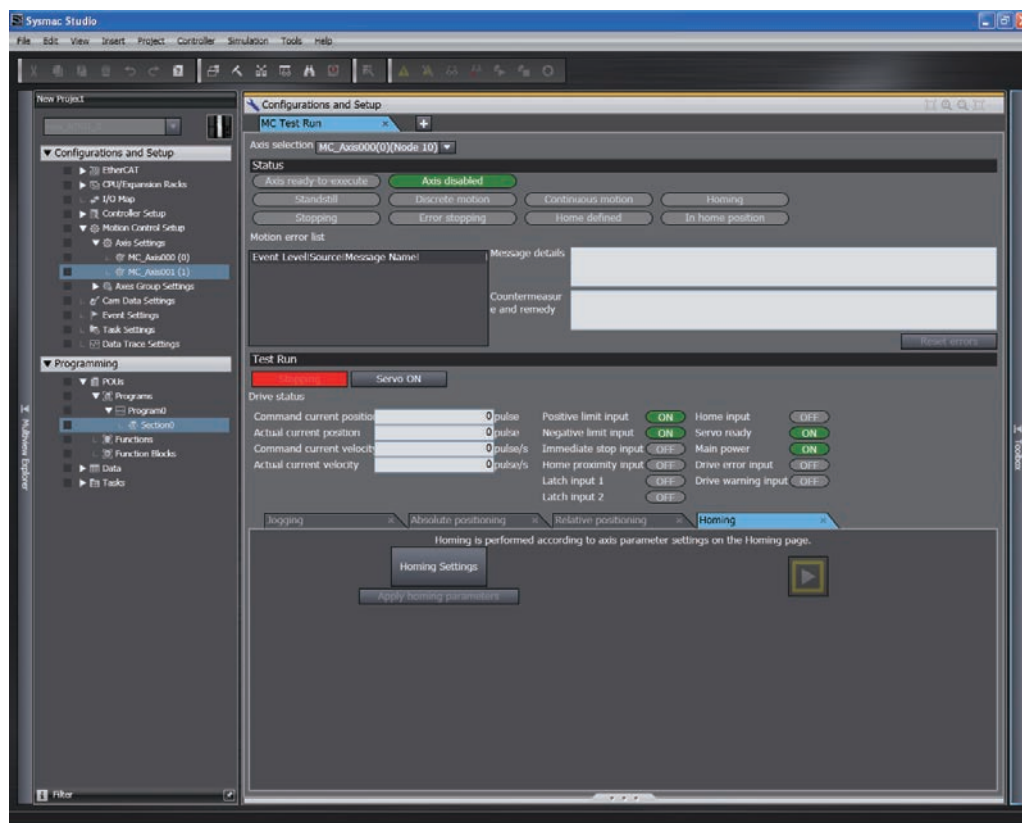 Sysmac Studio
File Edit View Insert Project Controller Simulation Tools Help
New Project
Configurations and Setup
EtherCAT
CPU/Expansion Racks
I/O Map
Controller Setup
Motion Control Setup
Axis Settings
MC_Axis000 (0)
MC_Axis001 (1)
Axes Group Settings
Cam Data Settings
Event Settings
Task Settings
Data Trace Settings
Programming
POUs
Programs
Program0
Section0
Functions
Function Blocks
Data
Tasks
Filter
Multiview Explorer
Configurations and Setup
MC Test Run
Axis selection MC_Axis000(0)(Node 10)
Status
Axis ready to execute Axis disabled
Standstill Discrete motion Continuous motion Homing
Stopping Error stopping Home defined In home position
Motion error list
Event Level|Source|Message Name|
Message details
Countermeasur
e and remedy
Reset errors
Test Run
Stopping Servo ON
Drive status
Command current positio 0 pulse Positive limit input ON Home input OFF
Actual current position 0 pulse Negative limit input ON Servo ready ON
Command current velocit 0 pulse/s Immediate stop input OFF Main power ON
Actual current velocity 0 pulse/s Home proximity input OFF Drive error input OFF
Latch input 1 OFF Drive warning input OFF
Latch input 2 OFF
Jogging Absolute positioning Relative positioning Homing
Homing is performed according to axis parameter settings on the Homing page.
Homing Settings
Apply homing parameters
Toolbox